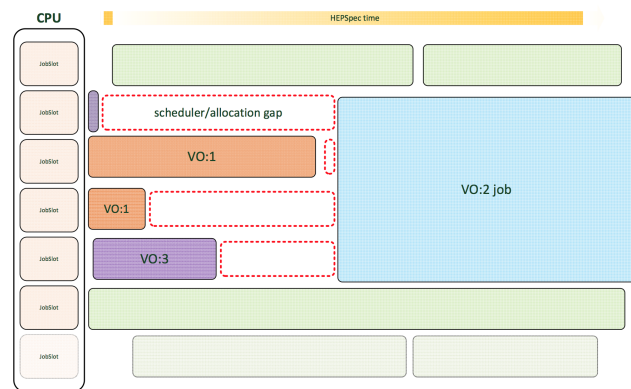 CPU
HEPSpec time
JobSlot
JobSlot
scheduler/allocation gap
JobSlot
VO:1
VO:2 job
JobSlot
VO:1
JobSlot
VO:3
JobSlot
JobSlot